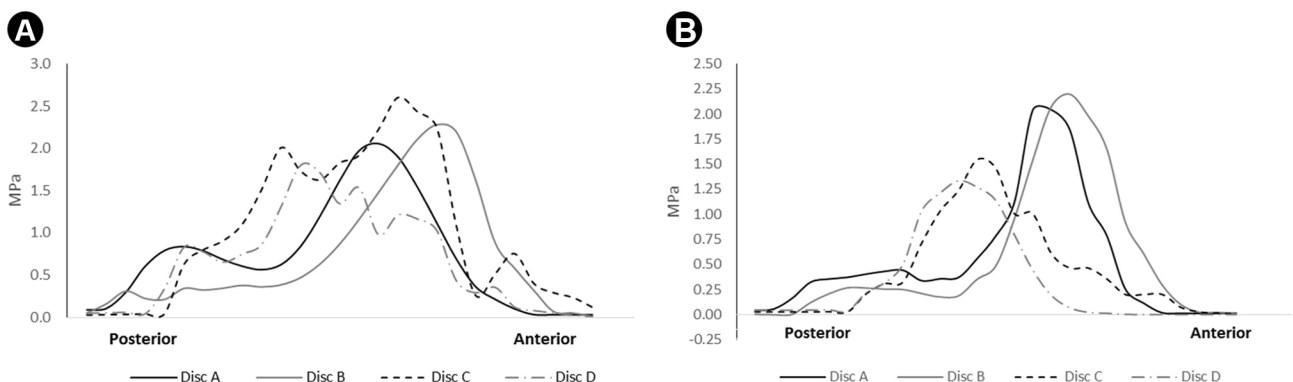 A
3.0
2.5
2.0
1.5
1.0
0.5
0.0
MPa
Posterior
Anterior
Disc A
Disc B
Disc C
Disc D
B
2.50
2.25
2.00
1.75
1.50
1.25
1.00
0.75
0.50
0.25
0.00
-0.25
MPa
Posterior
Anterior
Disc A
Disc B
Disc C
Disc D